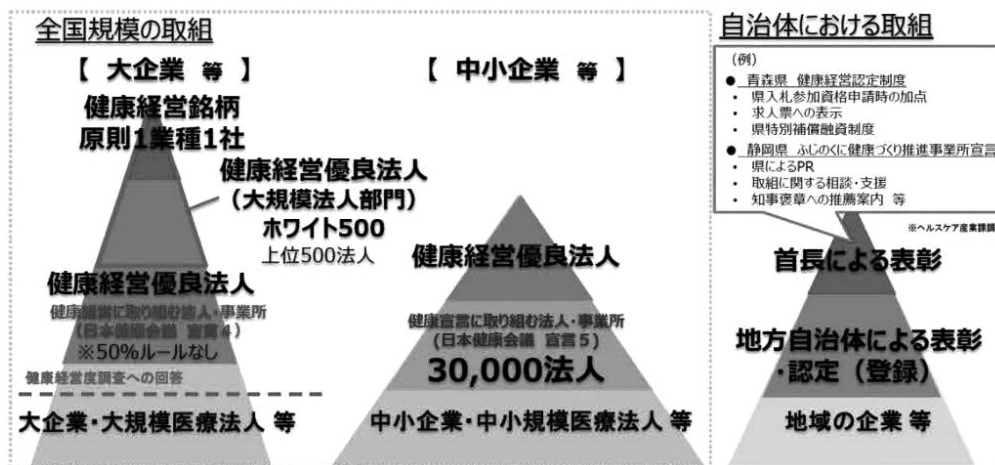 全国規模の取組
【 大企業 等 】
健康経営銘柄
原則1業種1社
健康経営優良法人
(大規模法人部門)
ホワイト500
上位500法人
健康経営優良法人
健康経営に取り組む法人・事業所
(日本健康会議 宣言4)
※50%ルールなし
健康経営度調査への回答
大企業・大規模医療法人 等
【 中小企業 等 】
健康経営優良法人
健康宣言に取り組む法人・事業所
(日本健康会議 宣言5)
30,000法人
中小企業・中小規模医療法人 等
自治体における取組
(例)
● 青森県 健康経営認定制度
・ 県入札参加資格申請時の加点
・ 求人票への表示
・ 県特別補償融資制度
● 静岡県 ふじのくに健康づくり推進事業所宣言
・ 県によるPR
・ 取組に関する相談・支援
・ 知事褒章への推薦案内 等
※ヘルスケア産業課調
首長による表彰
地方自治体による表彰
・認定(登録)
地域の企業 等